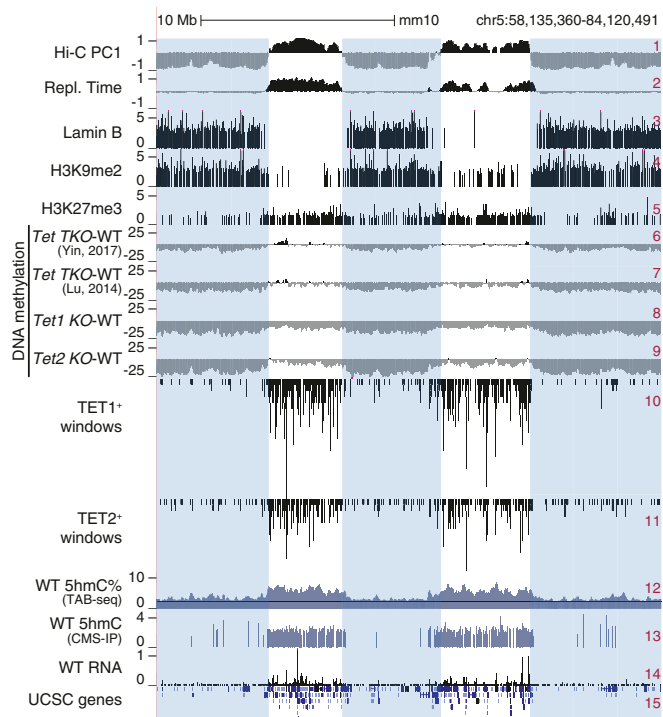 10 Mb mm10 chr5:58,135,360-84,120,491
Hi-C PC1 1 -1 1
Repl. Time 1 -1 2
Lamin B 5 0 3
H3K9me2 5 0 4
H3K27me3 5 0 5
DNA methylation
Tet TKO-WT 25 6
(Yin, 2017) -25
Tet TKO-WT 25 7
(Lu, 2014) -25
Tet1 KO-WT 25 -25 8
Tet2 KO-WT 25 -25 9
TET1+ 10
windows
TET2+ 11
windows
WT 5hmC% 10 12
(TAB-seq) 0
WT 5hmC 4 13
(CMS-IP) 0
WT RNA 1 0 14
UCSC genes 15